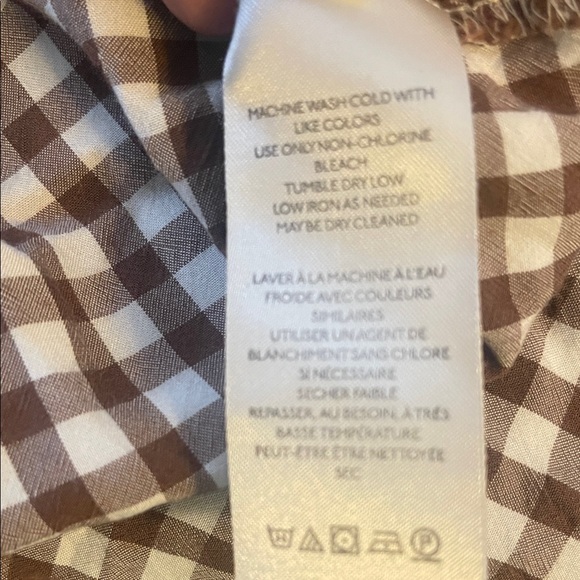 MACHINE WASH COLD WITH
LIKE COLORS
USE ONLY NON-CHLORINE
BLEACH
TUMBLE DRY LOW
LOW IRON AS NEEDED
MAY BE DRY CLEANED
LAVER À LA MACHINE À L'EAU
FROIDE AVEC COULEURS
SIMILAIRES
UTILISER UN AGENT DE
BLANCHIMENT SANS CHLORE
SI NÉCESSAIRE
SECHER FAIBLE
REPASSER, AU BESOIN, À TRÉS
BASSE TEMPÉRATURE
PEUT-ÊTRE ÊTRE NETTOYÉE
SEC
P